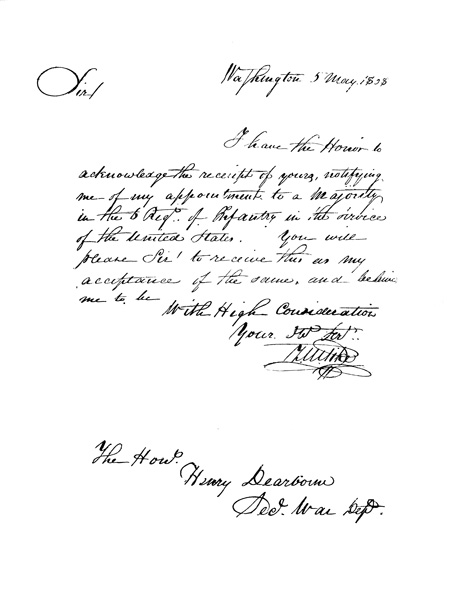 Washington 5 May, 1808
Sir/
I have the Honor to
acknowledge the receipt of yours, notifying
me of my appointment to a Majority
in the 6 Regt. of Infantry in the service
of the United States. You will
please Sir! to receive this as my
acceptance of the same, and believe
me to be
With High Consideration
Your Obt. Servt.
Z. M. Pike
The Honl.
Henry Dearborn
Sec. War Dept.